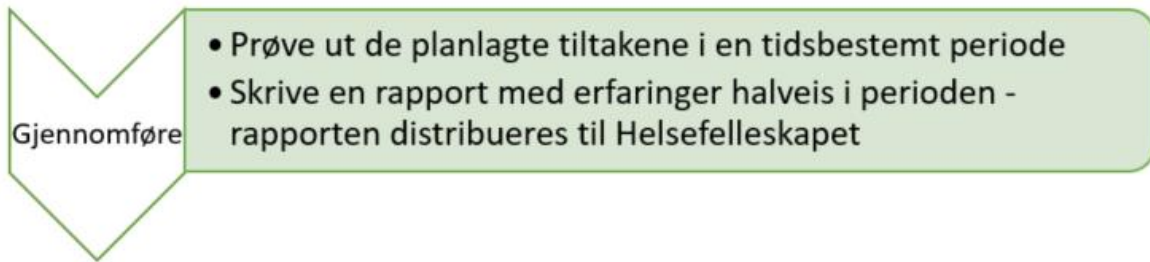 Gjennomføre
• Prøve ut de planlagte tiltakene i en tidsbestemt periode
• Skrive en rapport med erfaringer halveis i perioden -
rapporten distribueres til Helsefelleskapet